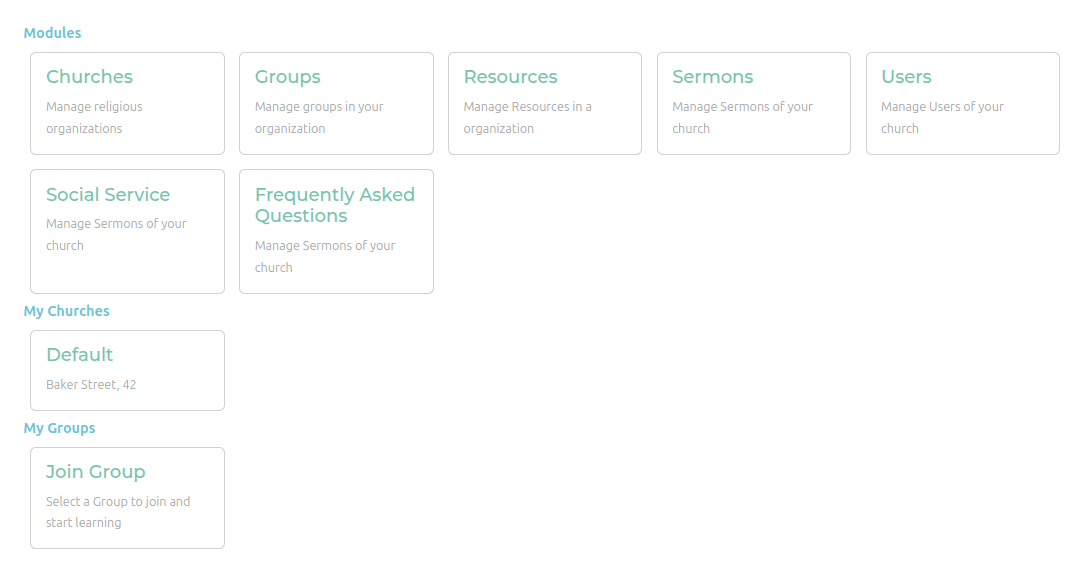 Modules
Churches
Manage religious
organizations
Groups
Manage groups in your
organization
Resources
Manage Resources in a
organization
Sermons
Manage Sermons of your
church
Users
Manage Users of your
church
Social Service
Manage Sermons of your
church
Frequently Asked
Questions
Manage Sermons of your
church
My Churches
Default
Baker Street, 42
My Groups
Join Group
Select a Group to join and
start learning